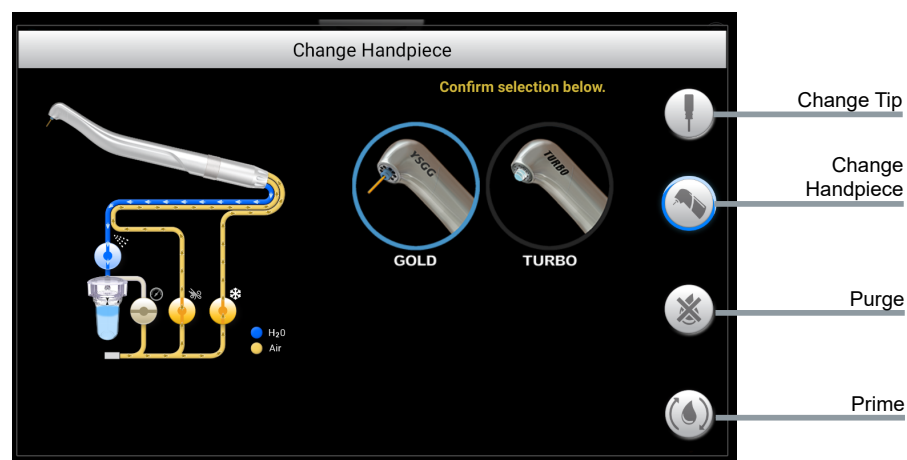 Change Handpiece
Confirm selection below.
YSGG
TURBO
GOLD
TURBO
H₂0
Air
Change Tip
Change
Handpiece
Purge
Prime